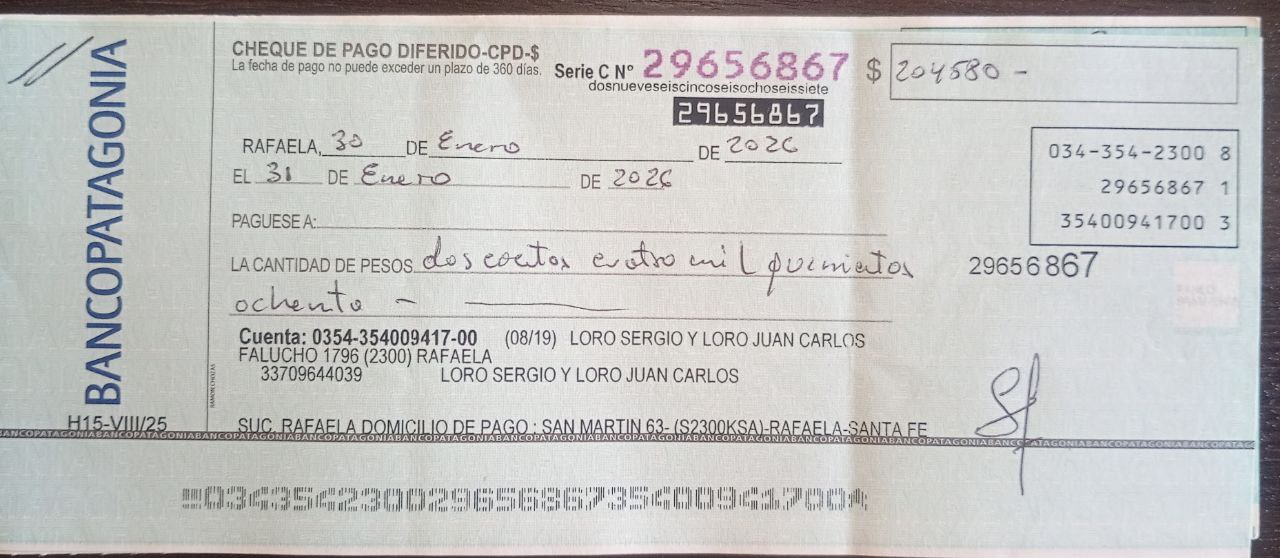 BANCOPATAGONIA
CHEQUE DE PAGO DIFERIDO-CPD-$
La fecha de pago no puede exceder un plazo de 360 días.
Serie C Nº 29656867
dosnueveseiscincoseisochoseissiete
29656867
$ 204580 -
RAFAELA, 30 DE Enero DE 2026
EL 31 DE Enero DE 2026
034-354-2300 8
29656867 1
35400941700 3
PAGUESE A:
LA CANTIDAD DE PESOS doscientos cuatro mil quinientos
ochenta -
29656867
Cuenta: 0354-354009417-00 (08/19) LORO SERGIO Y LORO JUAN CARLOS
FALUCHO 1796 (2300) RAFAELA
33709644039 LORO SERGIO Y LORO JUAN CARLOS
H15-VIII/25
SUC. RAFAELA DOMICILIO DE PAGO : SAN MARTIN 63- (S2300KSA)-RAFAELA-SANTA FE
BANCOPATAGONIABANCOPATAGONIABANCOPATAGONIABANCOPATAGONIABANCOPATAGONIABANCOPATAGONIABANCOPATAGONIA
03435423002965686735400941700